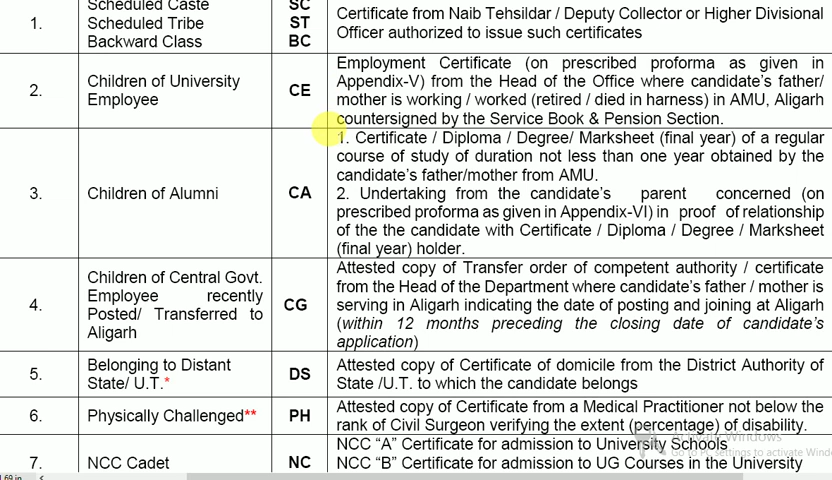 Scheduled Caste
Scheduled Tribe
Backward Class
1.
SC
ST
BC
Certificate from Naib Tehsildar / Deputy Collector or Higher Divisional
Officer authorized to issue such certificates
2.
Children of University
Employee
CE
Employment Certificate (on prescribed proforma as given in
Appendix-V) from the Head of the Office where candidate's father/
mother is working / worked (retired / died in harness) in AMU, Aligarh
countersigned by the Service Book & Pension Section.
3.
Children of Alumni
CA
1. Certificate / Diploma / Degree/ Marksheet (final year) of a regular
course of study of duration not less than one year obtained by the
candidate's father/mother from AMU.
2. Undertaking from the candidate's parent concerned (on
prescribed proforma as given in Appendix-VI) in proof of relationship
of the the candidate with Certificate / Diploma / Degree / Marksheet
(final year) holder.
4.
Children of Central Govt.
Employee recently
Posted/ Transferred to
Aligarh
CG
Attested copy of Transfer order of competent authority / certificate
from the Head of the Department where candidate's father / mother is
serving in Aligarh indicating the date of posting and joining at Aligarh
(within 12 months preceding the closing date of candidate's
application)
5.
Belonging to Distant
State/ U.T.*
DS
Attested copy of Certificate of domicile from the District Authority of
State /U.T. to which the candidate belongs
6.
Physically Challenged**
PH
Attested copy of Certificate from a Medical Practitioner not below the
rank of Civil Surgeon verifying the extent (percentage) of disability.
7.
NCC Cadet
NC
NCC "A" Certificate for admission to University Schools
NCC "B" Certificate for admission to UG Courses in the University
Activate Windows
Go to PC settings to activate Wind